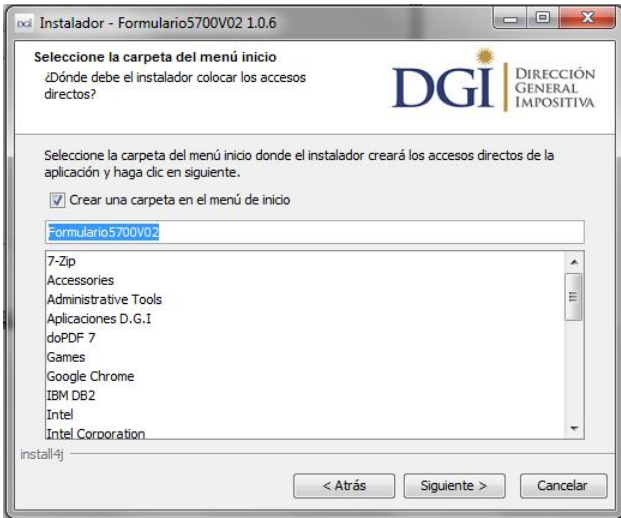 DGI Instalador - Formulario5700V02 1.0.6
Seleccione la carpeta del menú inicio
¿Dónde debe el instalador colocar los accesos
directos?
DGI
DIRECCIÓN
GENERAL
IMPOSITIVA
Seleccione la carpeta del menú inicio donde el instalador creará los accesos directos de la
aplicación y haga clic en siguiente.
Crear una carpeta en el menú de inicio
Formulario5700V02
7-Zip
Accessories
Administrative Tools
Aplicaciones D.G.I
doPDF 7
Games
Google Chrome
IBM DB2
Intel
Intel Corporation
install4j
< Atrás
Siguiente >
Cancelar